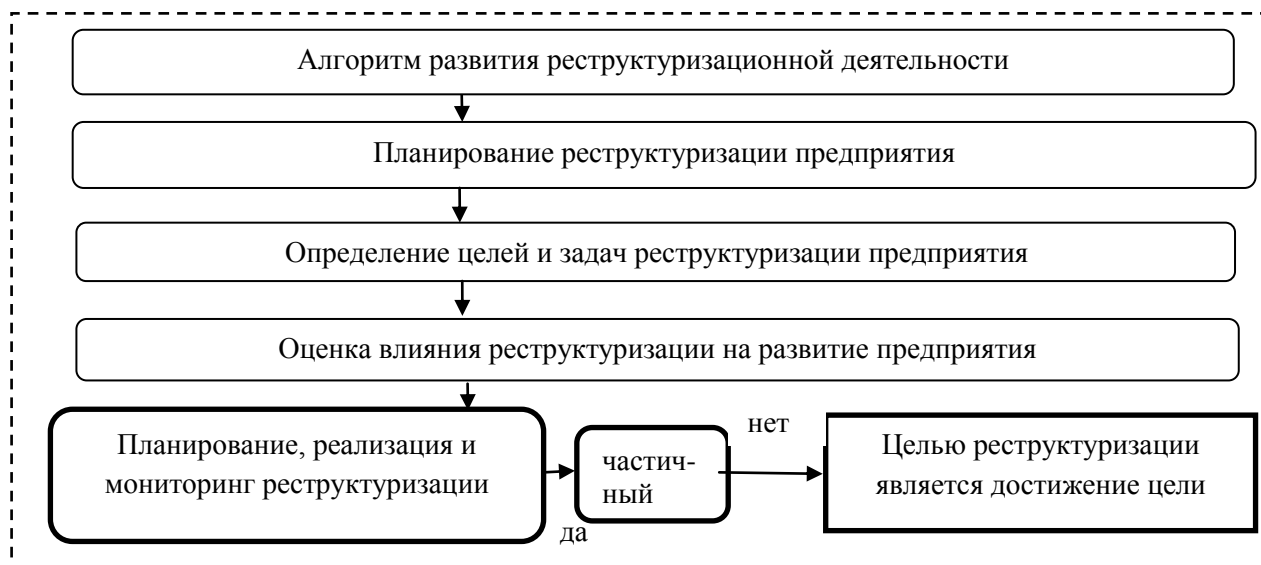 Алгоритм развития реструктуризационной деятельности
Планирование реструктуризации предприятия
Определение целей и задач реструктуризации предприятия
Оценка влияния реструктуризации на развитие предприятия
Планирование, реализация и
мониторинг реструктуризации
частич-
ный
да
нет
Целью реструктуризации
является достижение цели